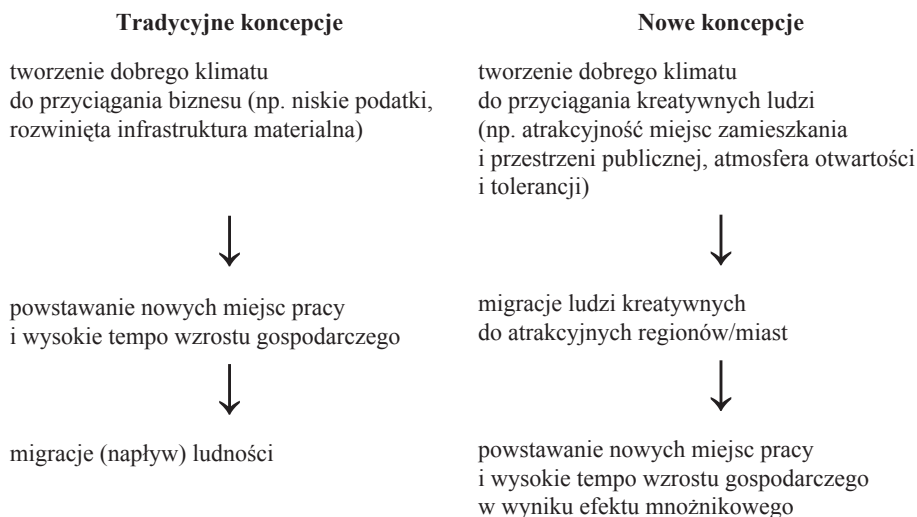 Tradycyjne koncepcje
tworzenie dobrego klimatu
do przyciągania biznesu (np. niskie podatki,
rozwinięta infrastruktura materialna)
powstawanie nowych miejsc pracy
i wysokie tempo wzrostu gospodarczego
migracje (napływ) ludności
Nowe koncepcje
tworzenie dobrego klimatu
do przyciągania kreatywnych ludzi
(np. atrakcyjność miejsc zamieszkania
i przestrzeni publicznej, atmosfera otwartości
i tolerancji)
migracje ludzi kreatywnych
do atrakcyjnych regionów/miast
powstawanie nowych miejsc pracy
i wysokie tempo wzrostu gospodarczego
w wyniku efektu mnożnikowego